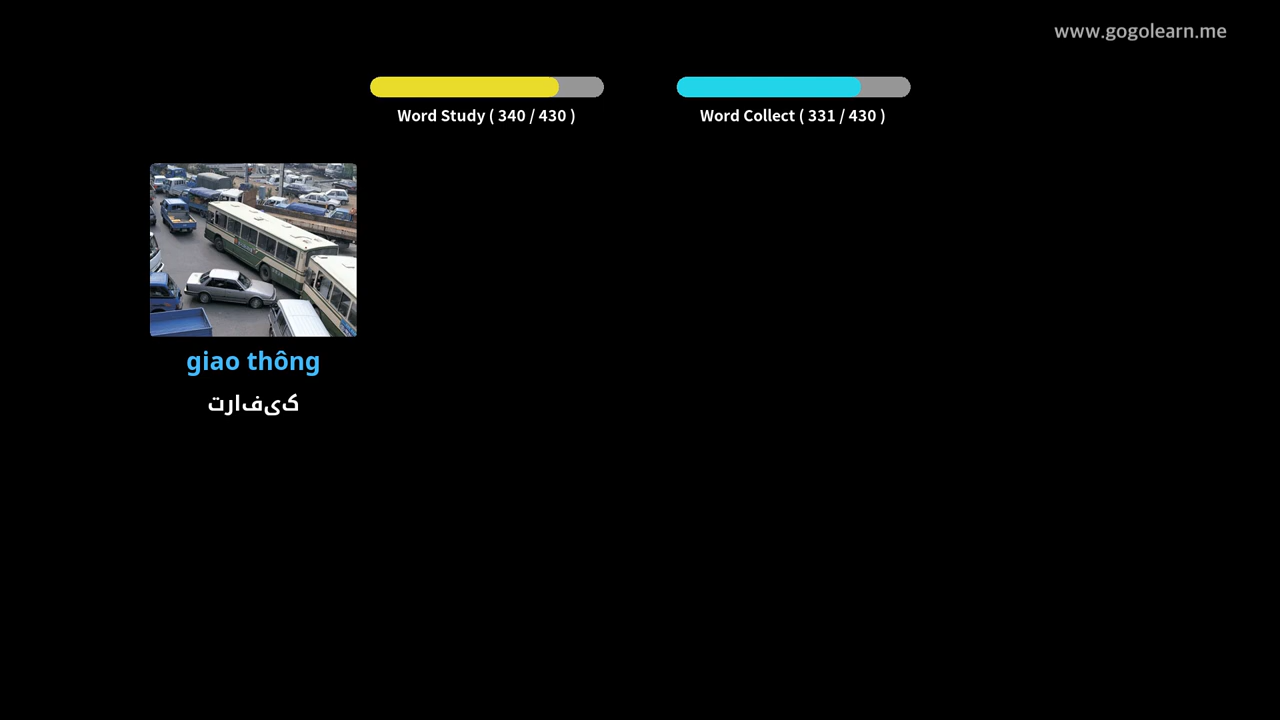 www.gogolearn.me
Word Study ( 340 / 430 )
Word Collect ( 331 / 430 )
giao thông
کیفارت